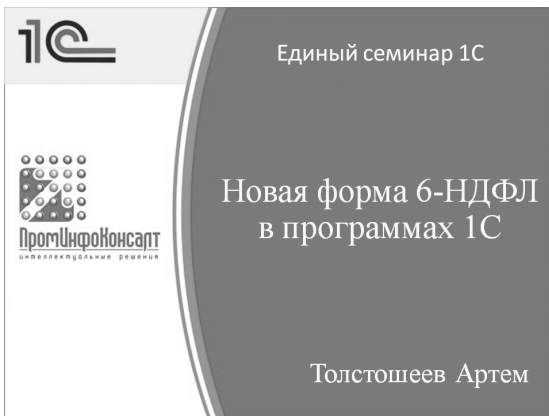 1С
Единый семинар 1С
ПромИнфоКонсалт
интеллектуальные решения
Новая форма 6-НДФЛ
в программах 1С
Толстошеев Артем